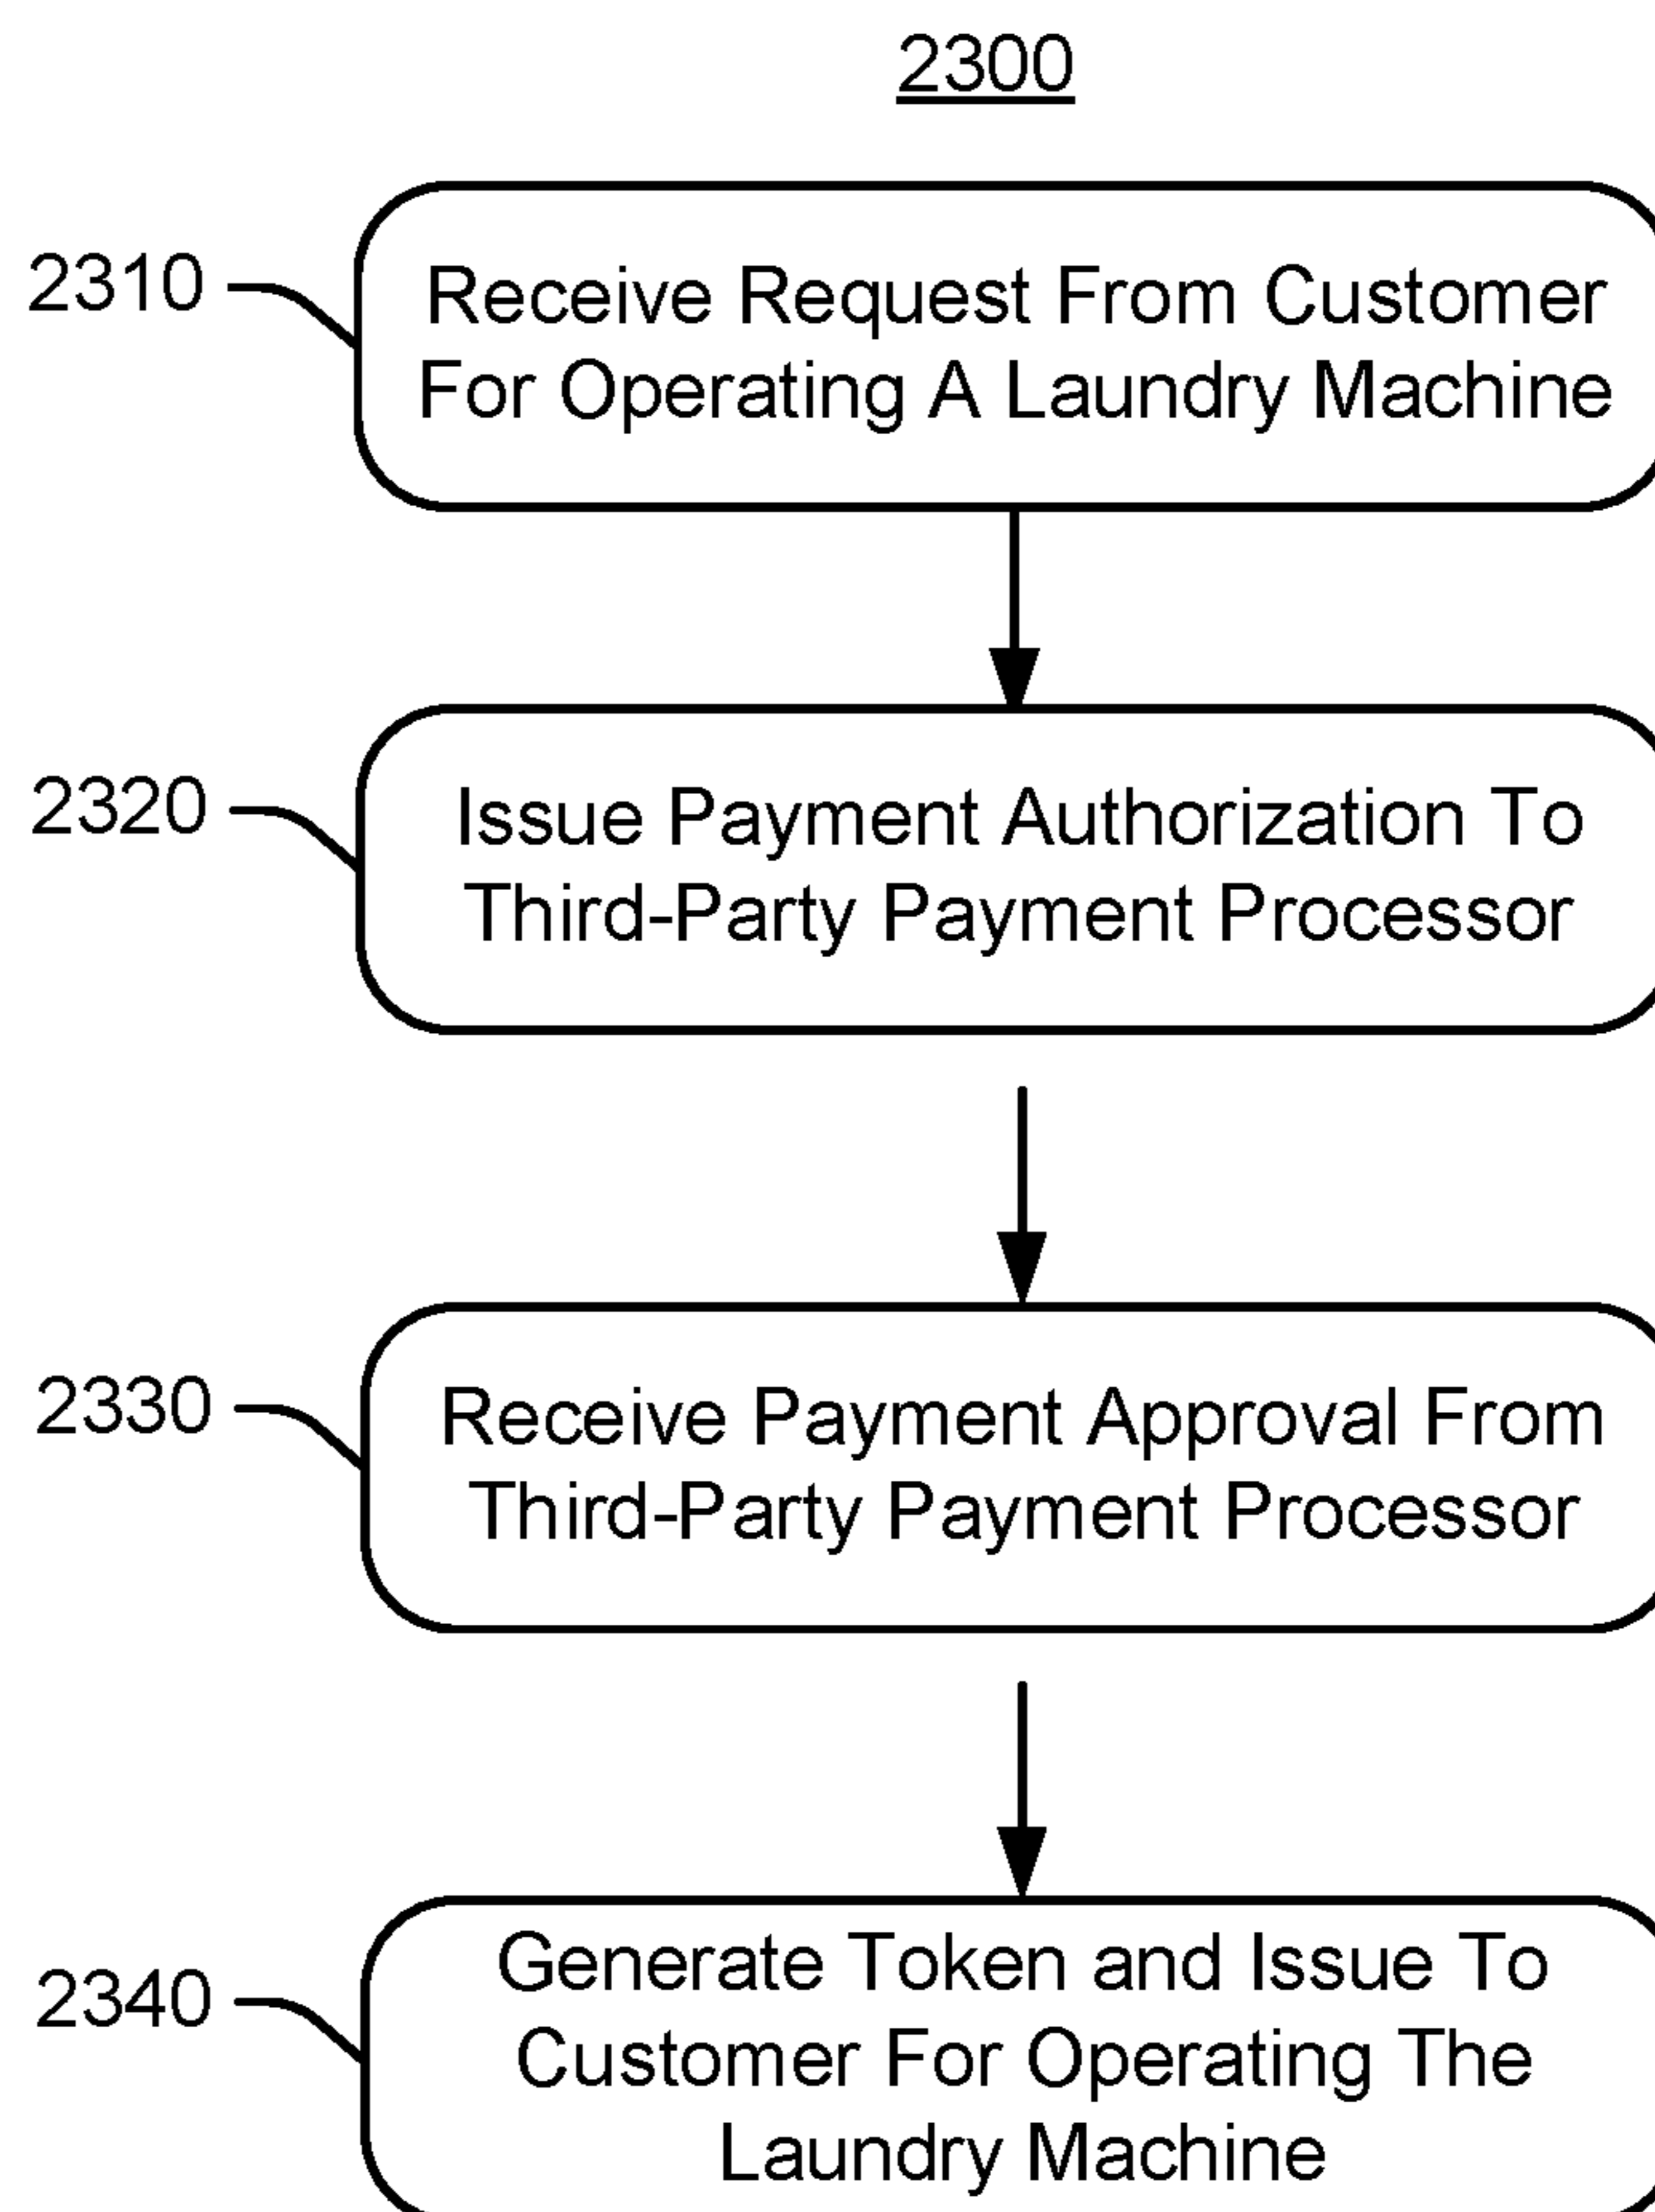 2300
2310
Receive Request From Customer
For Operating A Laundry Machine
2320
Issue Payment Authorization To
Third-Party Payment Processor
2330
Receive Payment Approval From
Third-Party Payment Processor
2340
Generate Token and Issue To
Customer For Operating The
Laundry Machine